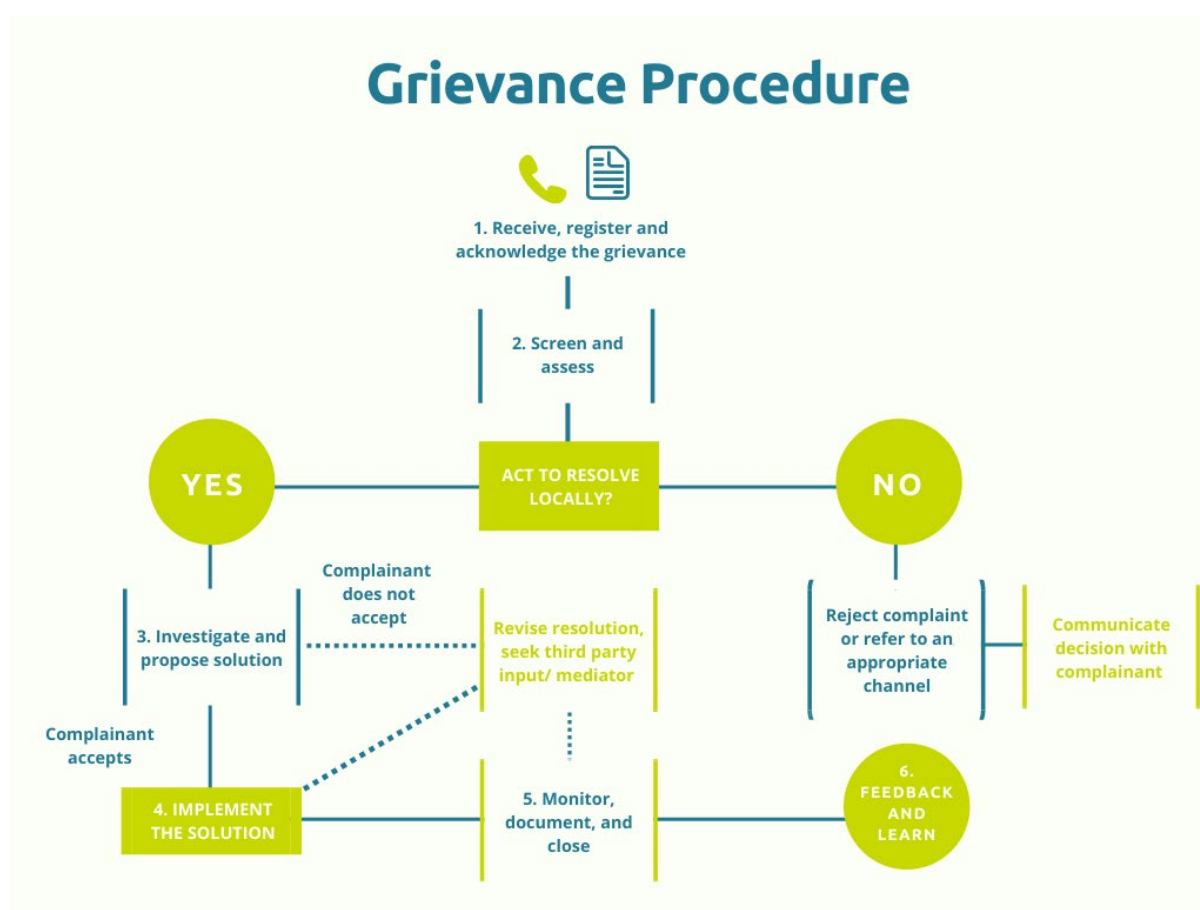 Grievance Procedure
1. Receive, register and
acknowledge the grievance
2. Screen and
assess
YES
ACT TO RESOLVE
LOCALLY?
NO
Complainant
does not
accept
3. Investigate and
propose solution
Revise resolution,
seek third party
input/ mediator
Reject complaint
or refer to an
appropriate
channel
Communicate
decision with
complainant
Complainant
accepts
4. IMPLEMENT
THE SOLUTION
5. Monitor,
document, and
close
6.
FEEDBACK
AND
LEARN